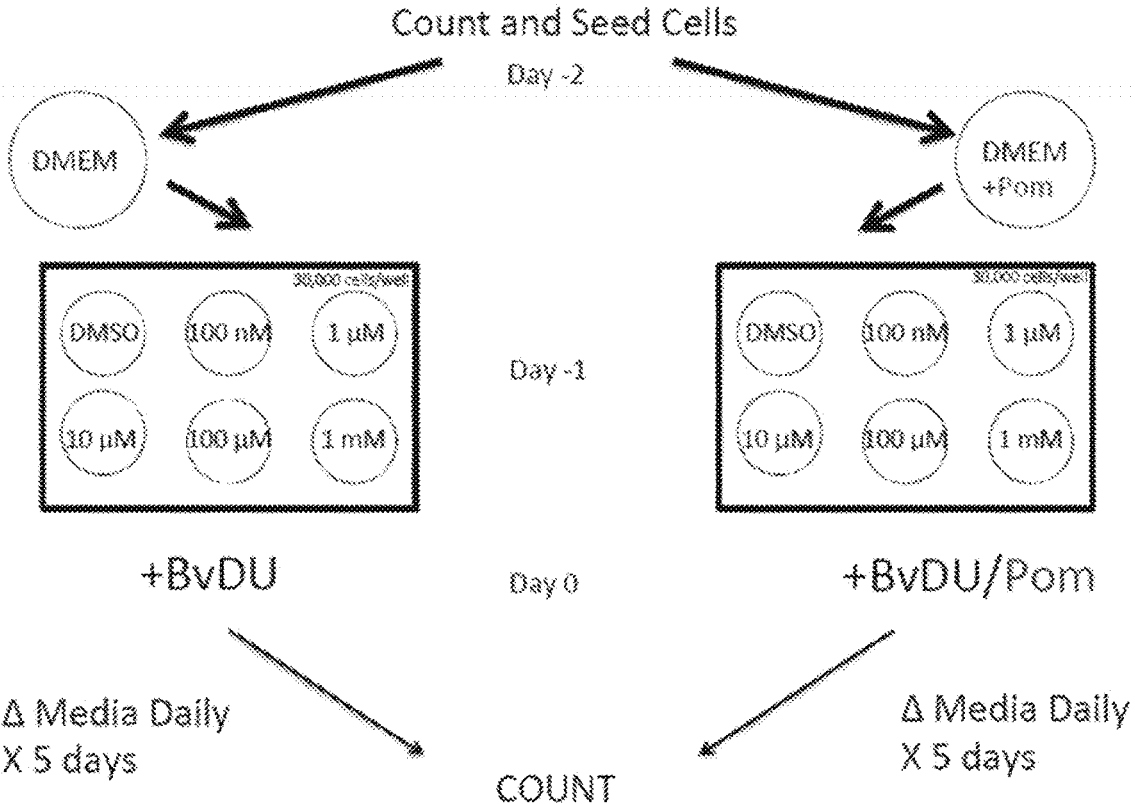 Count and Seed Cells
Day -2
DMEM
DMEM
+Pom
30,000 cells/well
30,000 cells/well
DMSO 100 nM 1 µM
DMSO 100 nM 1 µM
Day -1
10 µM 100 µM 1 mM
10 µM 100 µM 1 mM
+BvDU
Day 0
+BvDU/Pom
Δ Media Daily
X 5 days
Δ Media Daily
X 5 days
COUNT